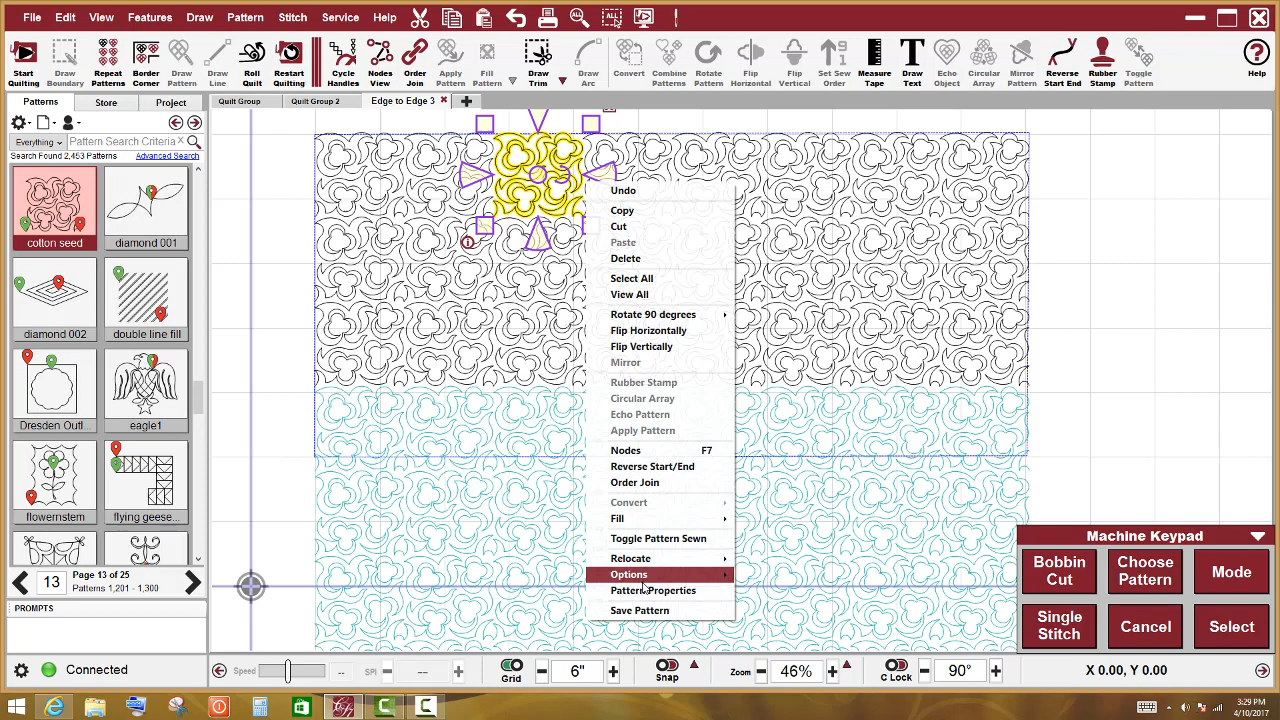 File Edit View Features Draw Pattern Stitch Service Help
Start Quilting
Draw Boundary
Repeat Patterns
Border Corner
Draw Pattern
Draw Line
Roll Quilt
Restart Quilting
Cycle Handles
Nodes View
Order Join
Apply Pattern
Fill Pattern
Draw Trim
Draw Arc
Convert
Combine Patterns
Rotate Pattern
Flip Horizontal
Flip Vertical
Set Sew Order
Measure Tape
Draw Text
Echo Object
Circular Array
Mirror Pattern
Reverse Start End
Rubber Stamp
Toggle Pattern
Help
Patterns Store Project
Quilt Group Quilt Group 2 Edge to Edge 3
Everything Pattern Search Criteria
Search Found 2,453 Patterns Advanced Search
cotton seed diamond 001
diamond 002 double line fill
Dresden Outl... eagle1
flowernstem flying geese...
13 Page 13 of 25
Patterns 1,201 - 1,300
PROMPTS
Connected
Undo
Copy
Cut
Paste
Delete
Select All
View All
Rotate 90 degrees
Flip Horizontally
Flip Vertically
Mirror
Rubber Stamp
Circular Array
Echo Pattern
Apply Pattern
Nodes F7
Reverse Start/End
Order Join
Convert
Fill
Toggle Pattern Sewn
Relocate
Options
Pattern Properties
Save Pattern
Machine Keypad
Bobbin Cut
Choose Pattern
Mode
Single Stitch
Cancel
Select
Speed -- SPI -- Grid 6" Snap Zoom 46% C Lock 90° X 0.00, Y 0.00
3:29 PM
4/10/2017